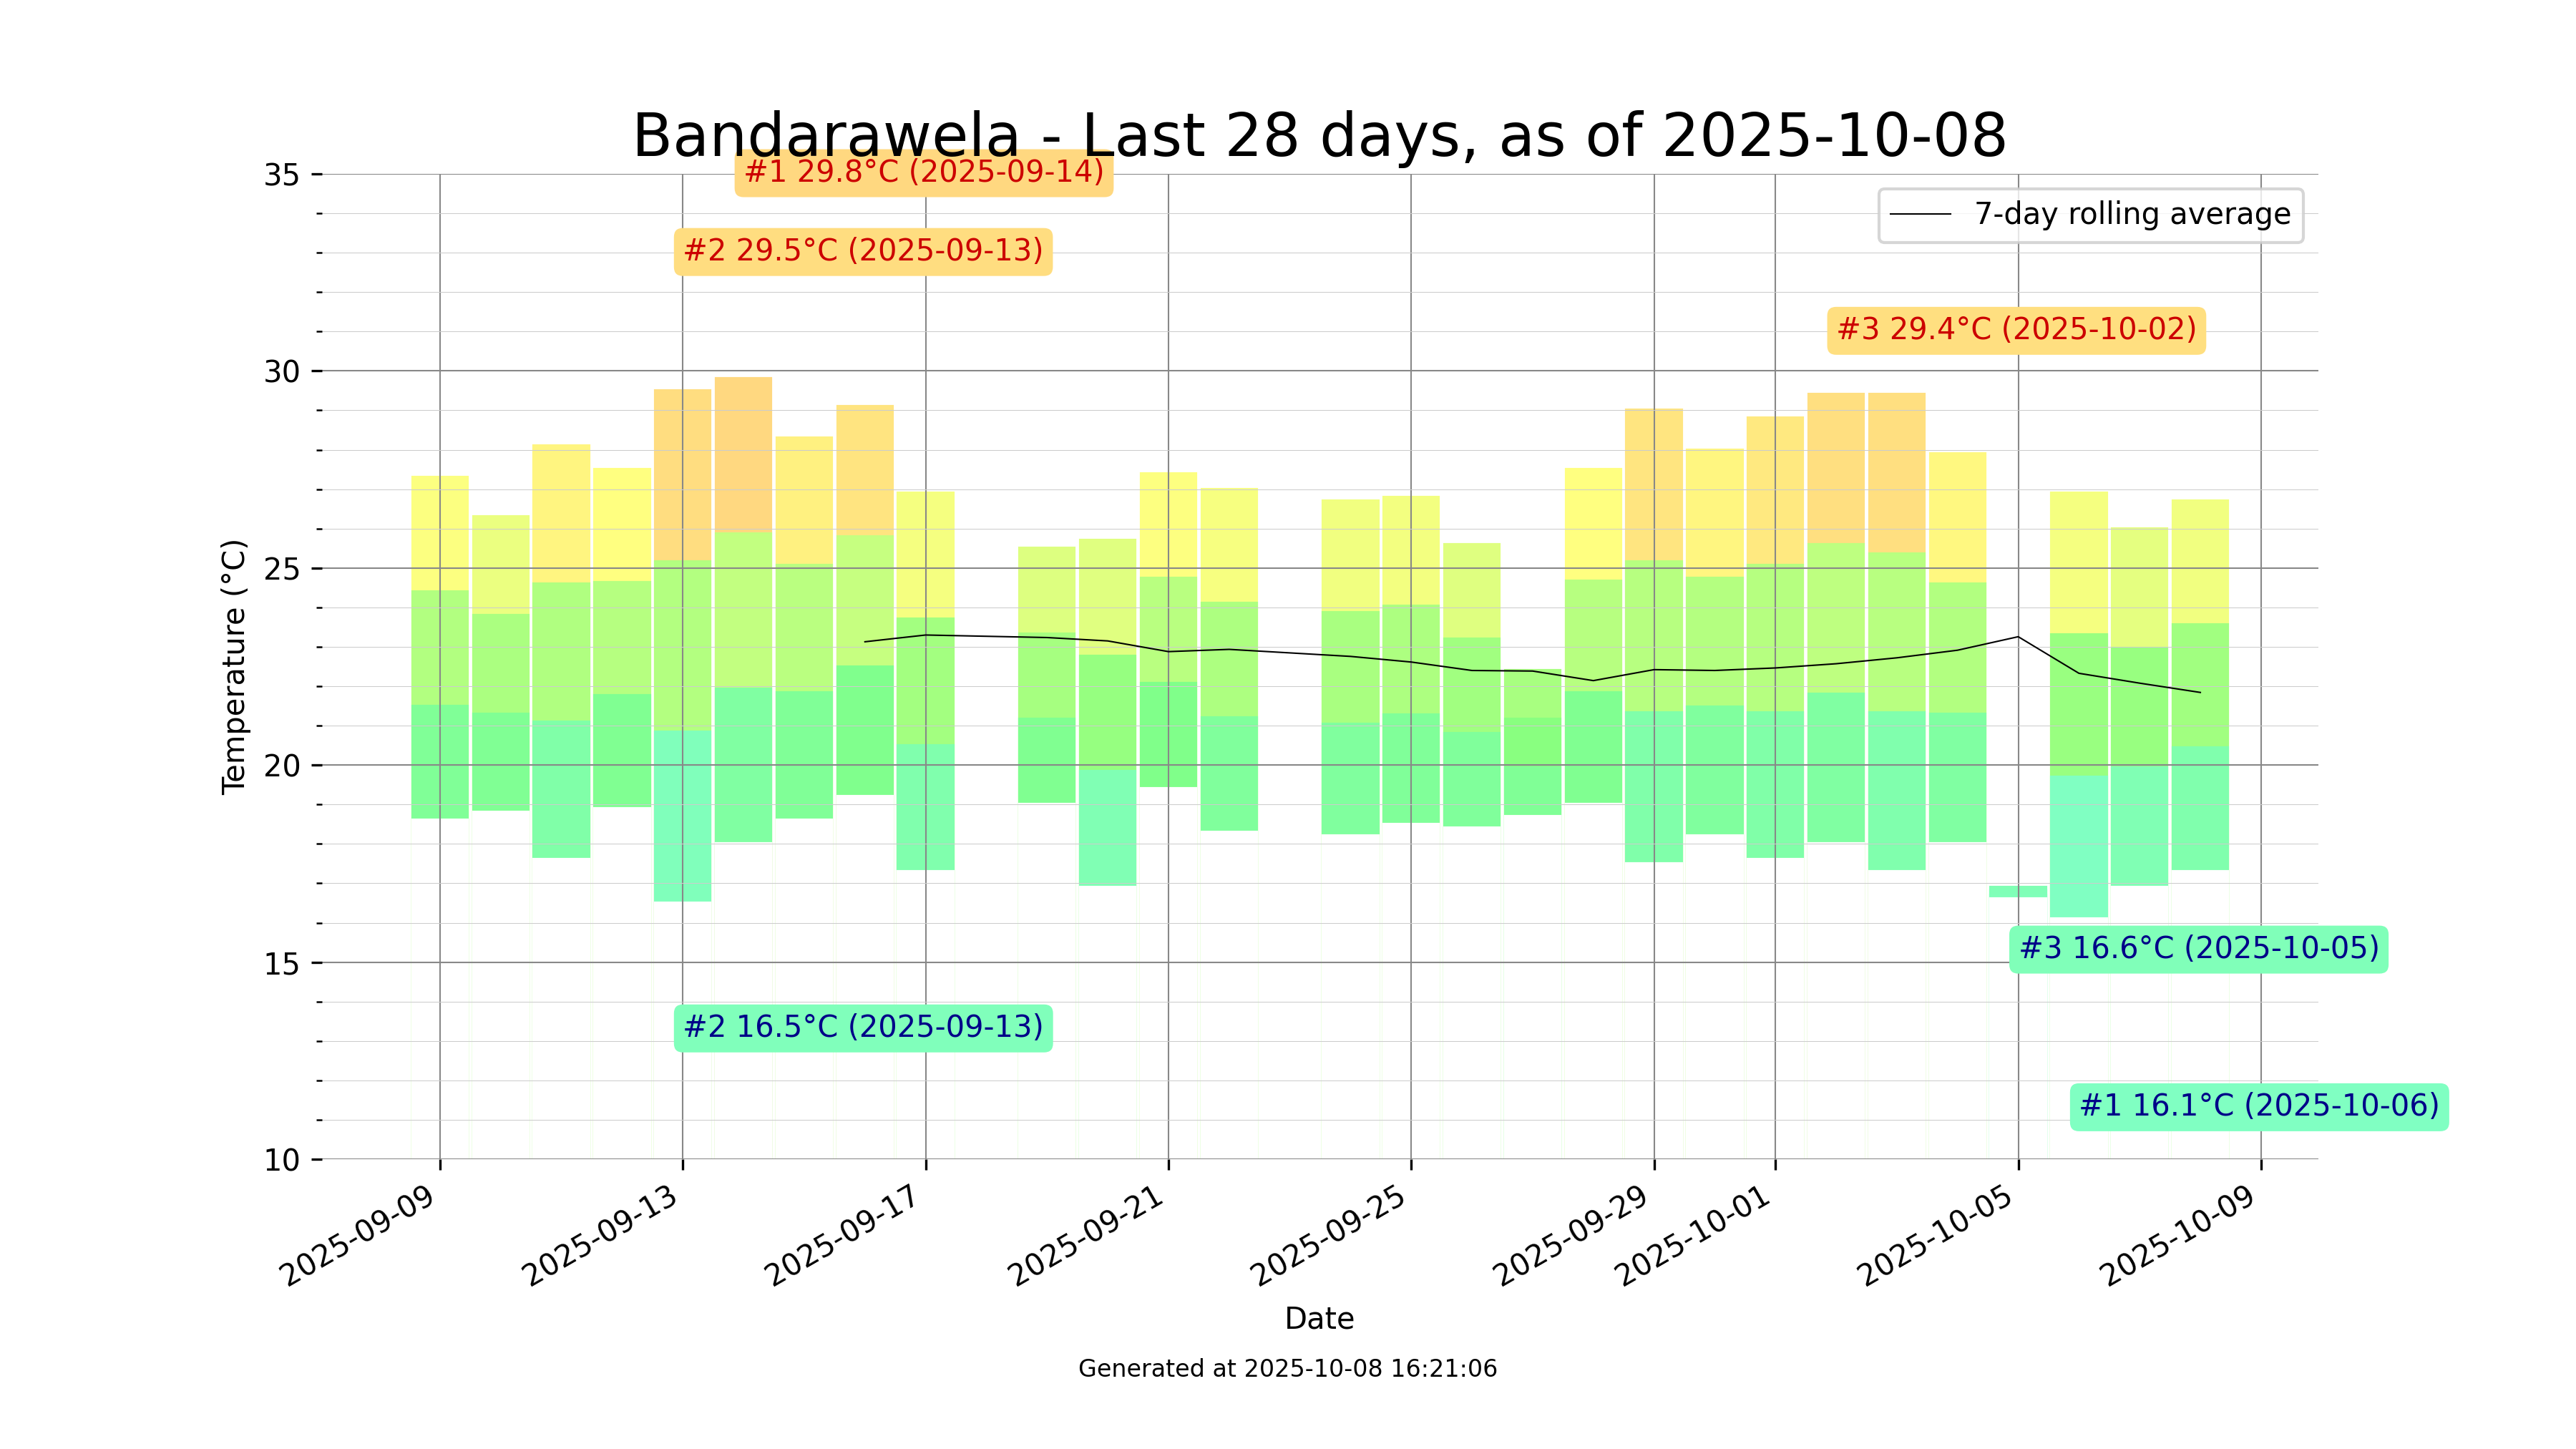 Bandarawela - Last 28 days, as of 2025-10-08
#1 29.8°C (2025-09-14)
#2 29.5°C (2025-09-13)
#3 29.4°C (2025-10-02)
7-day rolling average
35
30
25
20
15
10
Temperature (°C)
#3 16.6°C (2025-10-05)
#2 16.5°C (2025-09-13)
#1 16.1°C (2025-10-06)
2025-09-09
2025-09-13
2025-09-17
2025-09-21
2025-09-25
2025-09-29
2025-10-01
2025-10-05
2025-10-09
Date
Generated at 2025-10-08 16:21:06